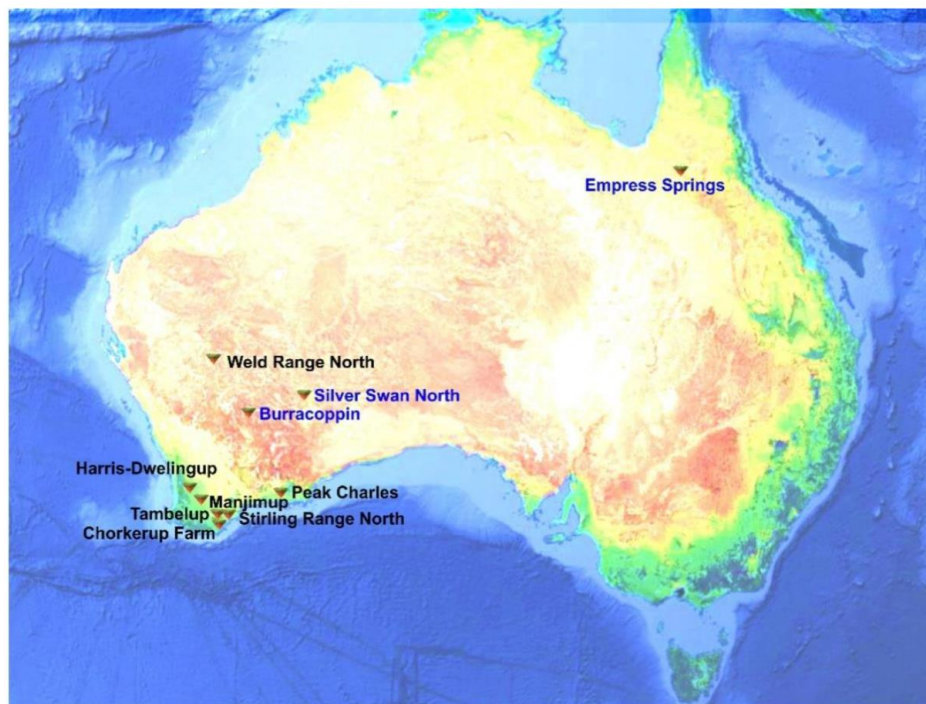 Empress Springs
Weld Range North
Silver Swan North
Burracoppin
Harris-Dwelingup
Peak Charles
Manjimup
Tambelup
Stirling Range North
Chorkerup Farm